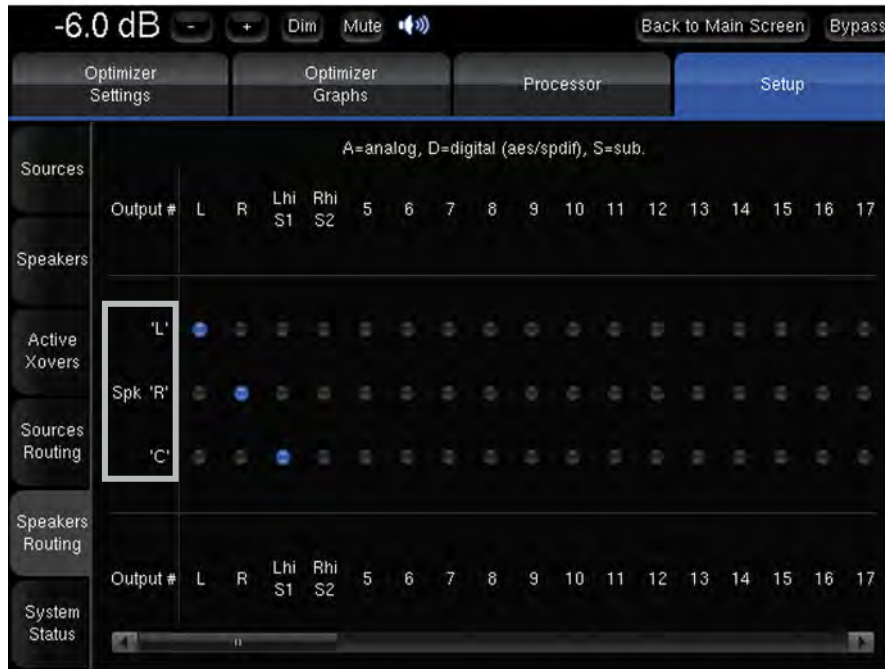 -6.0 dB - + Dim Mute Back to Main Screen Bypass
Optimizer Settings Optimizer Graphs Processor Setup
A=analog, D=digital (aes/spdif), S=sub.
Sources
Output # L R Lhi S1 Rhi S2 5 6 7 8 9 10 11 12 13 14 15 16 17
Speakers
'L'
Active Xovers
Spk 'R'
Sources Routing
'C'
Speakers Routing
Output # L R Lhi S1 Rhi S2 5 6 7 8 9 10 11 12 13 14 15 16 17
System Status